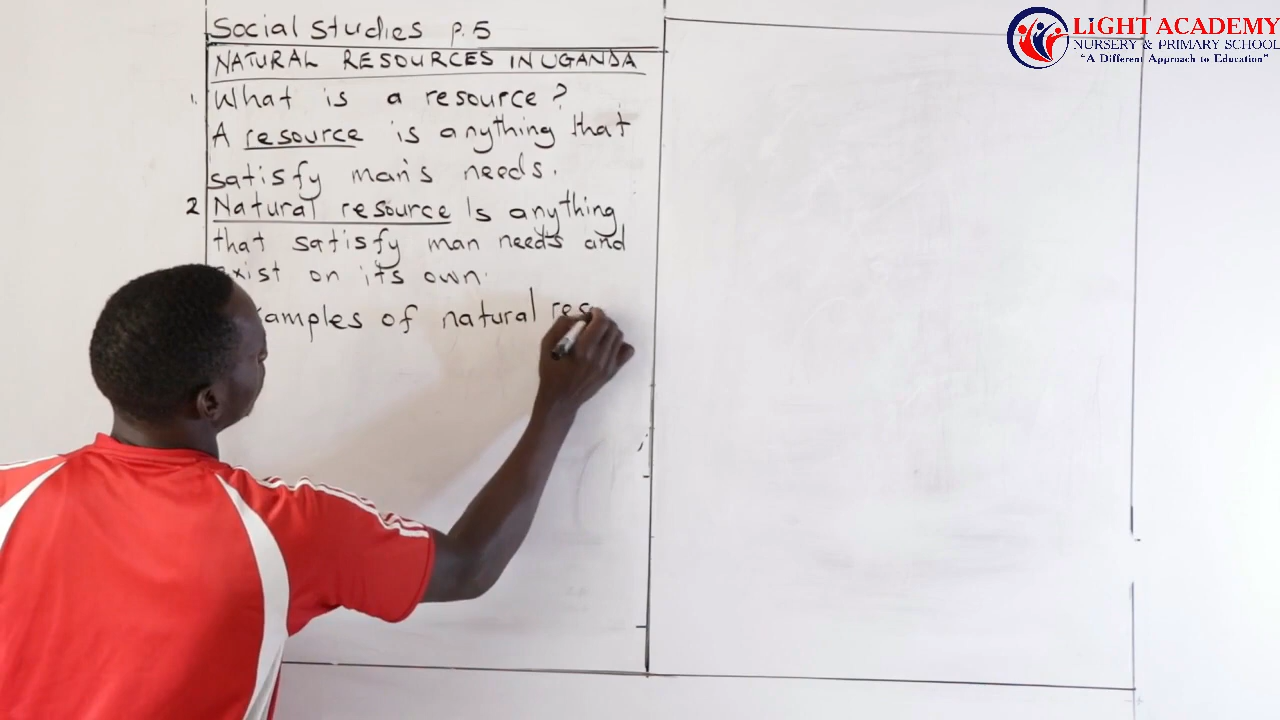 Social Studies p.5
NATURAL RESOURCES IN UGANDA
1. What is a resource?
A resource is anything that
satisfy man's needs.
2 Natural resource Is anything
that satisfy man needs and
exist on its own.
amples of natural res
LIGHT ACADEMY
NURSERY & PRIMARY SCHOOL
"A Different Approach to Education"